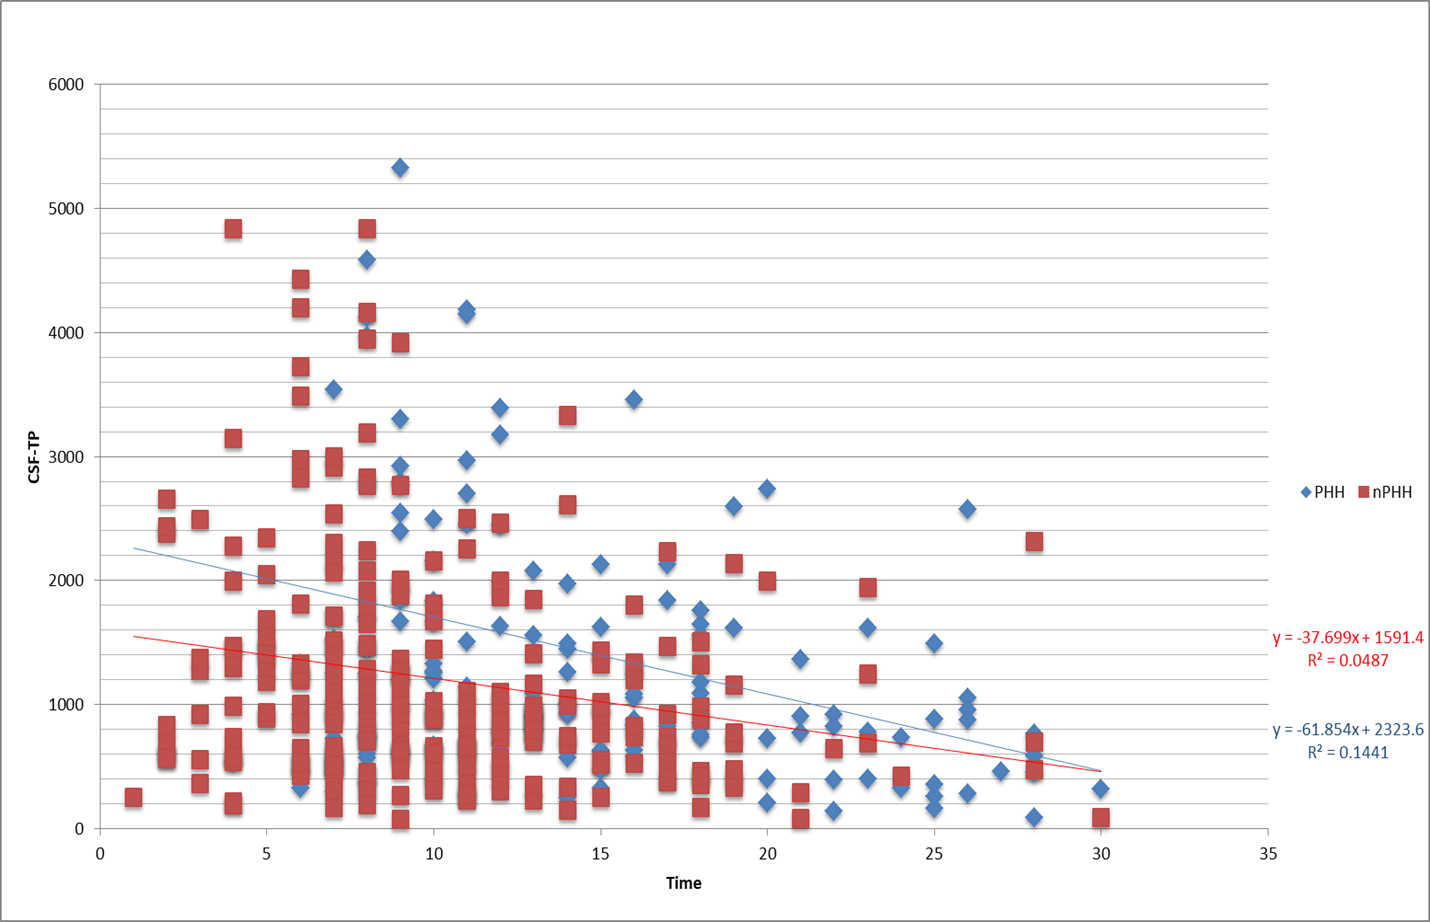 6000
5000
4000
3000
2000
1000
0
CSF-TP
0 5 10 15 20 25 30 35
Time
PHH nPHH
y = -37.699x + 1591.4
R² = 0.0487
y = -61.854x + 2323.6
R² = 0.1441